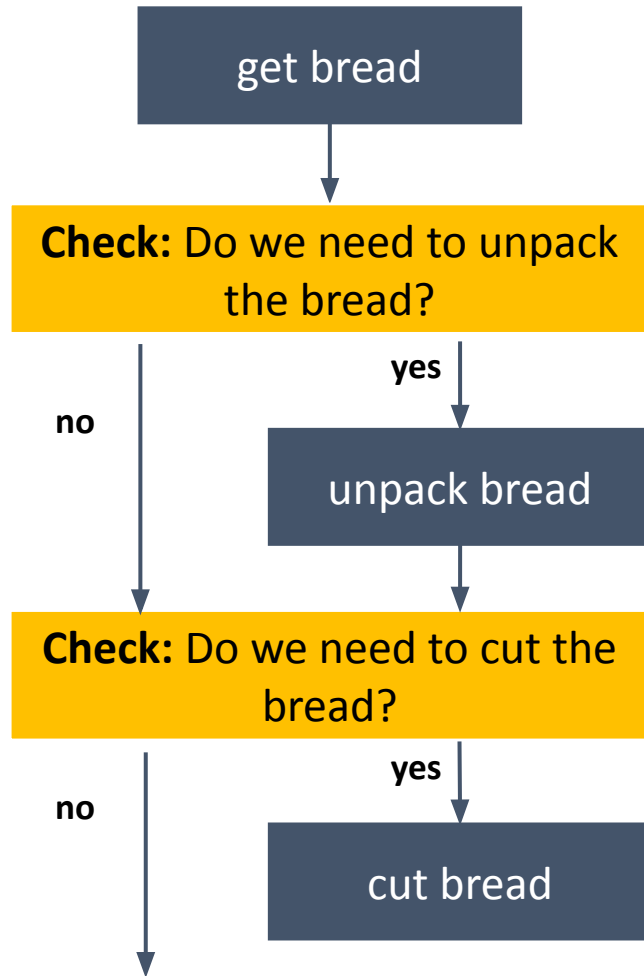 get bread
Check: Do we need to unpack
the bread?
yes
no
unpack bread
Check: Do we need to cut the
bread?
yes
no
cut bread